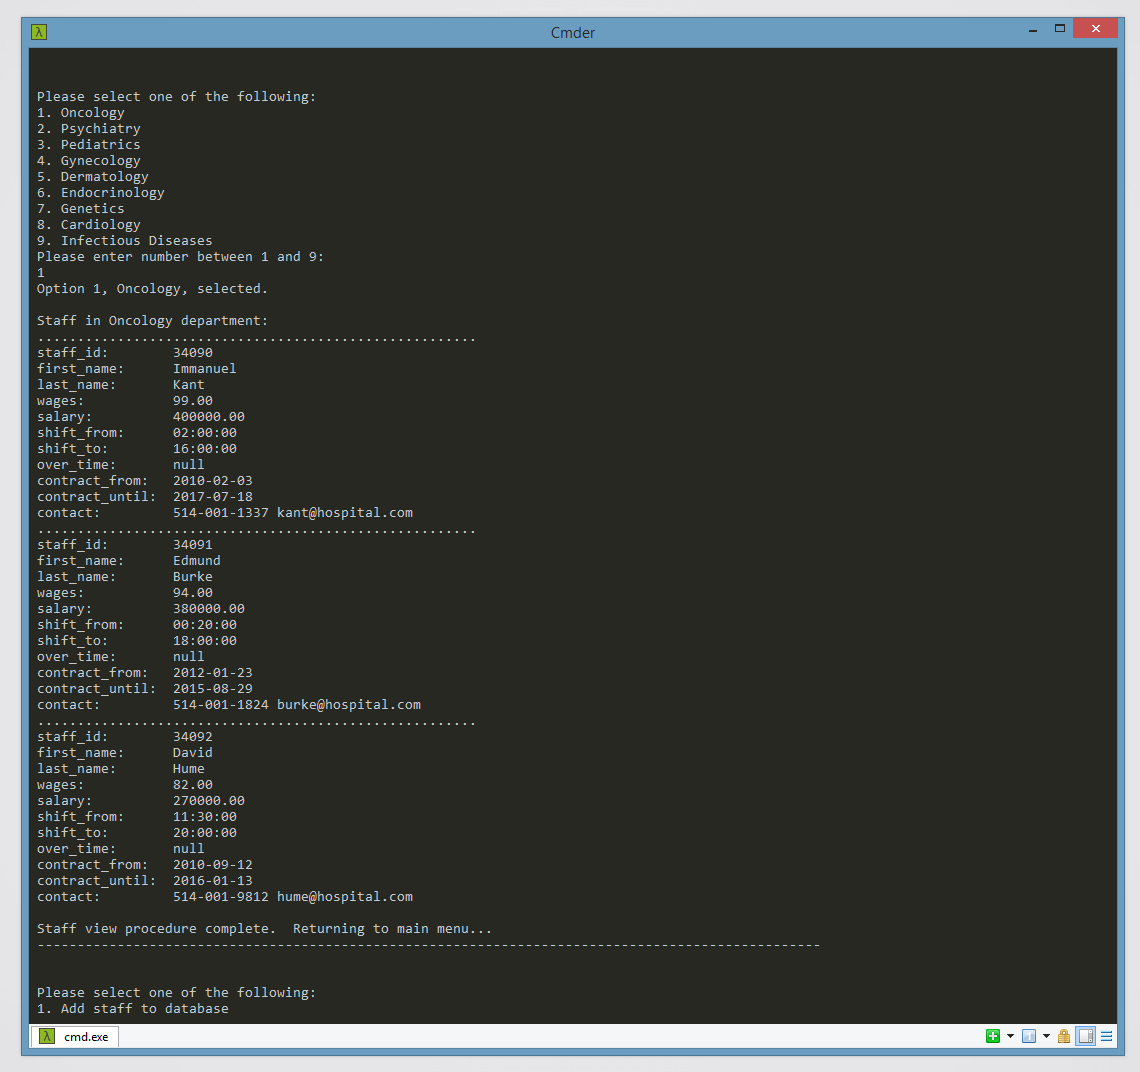 λ
Cmder
Please select one of the following:
1. Oncology
2. Psychiatry
3. Pediatrics
4. Gynecology
5. Dermatology
6. Endocrinology
7. Genetics
8. Cardiology
9. Infectious Diseases
Please enter number between 1 and 9:
1
Option 1, Oncology, selected.

Staff in Oncology department:
.......................................................
staff_id:        34090
first_name:      Immanuel
last_name:       Kant
wages:           99.00
salary:          400000.00
shift_from:      02:00:00
shift_to:        16:00:00
over_time:       null
contract_from:   2010-02-03
contract_until:  2017-07-18
contact:         514-001-1337 kant@hospital.com
.......................................................
staff_id:        34091
first_name:      Edmund
last_name:       Burke
wages:           94.00
salary:          380000.00
shift_from:      00:20:00
shift_to:        18:00:00
over_time:       null
contract_from:   2012-01-23
contract_until:  2015-08-29
contact:         514-001-1824 burke@hospital.com
.......................................................
staff_id:        34092
first_name:      David
last_name:       Hume
wages:           82.00
salary:          270000.00
shift_from:      11:30:00
shift_to:        20:00:00
over_time:       null
contract_from:   2010-09-12
contract_until:  2016-01-13
contact:         514-001-9812 hume@hospital.com

Staff view procedure complete.  Returning to main menu...
--------------------------------------------------------------------------------------------------

Please select one of the following:
1. Add staff to database
λ cmd.exe